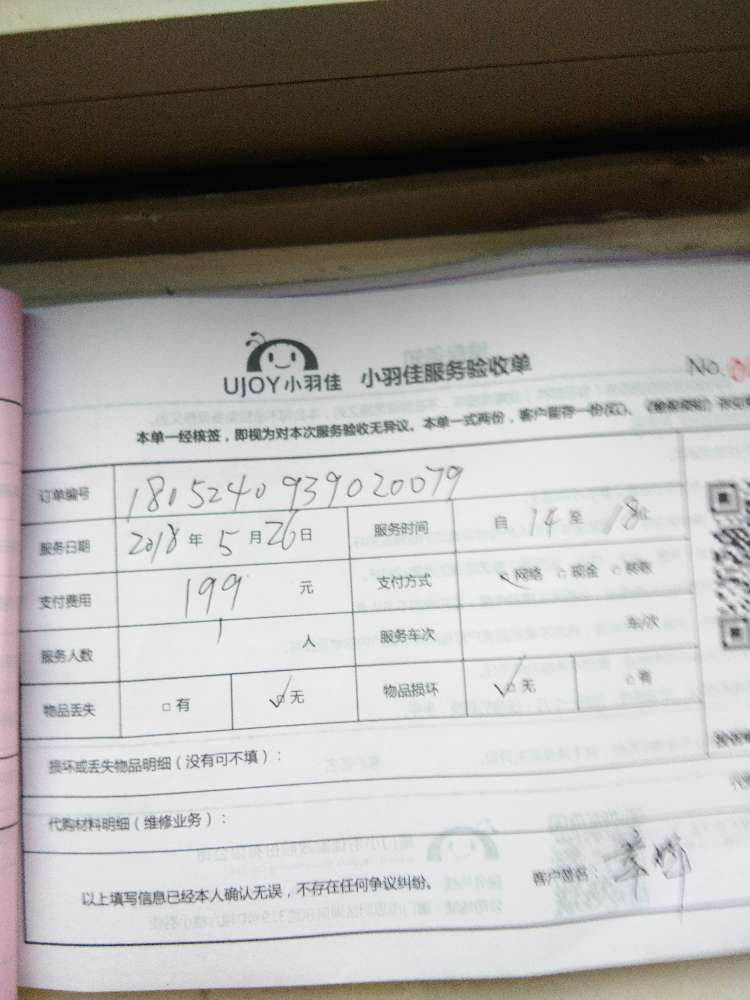 UJOY小羽佳 小羽佳服务验收单 No.
本单一经核签，即视为对本次服务验收无异议。本单一式两份，客户留存一份(红)、
订单编号 1815240939020079
服务日期 2018 年 5 月 26 日 服务时间 自 14 至 18
支付费用 199 元 支付方式 网络 现金 转账
服务人数 1 人 服务车次 车/次
物品丢失 □有 □无 物品损坏 □无 □有
损坏或丢失物品明细（没有可不填）：
代购材料明细（维修业务）：
以上填写信息已经本人确认无误，不存在任何争议纠纷。 客户签名：